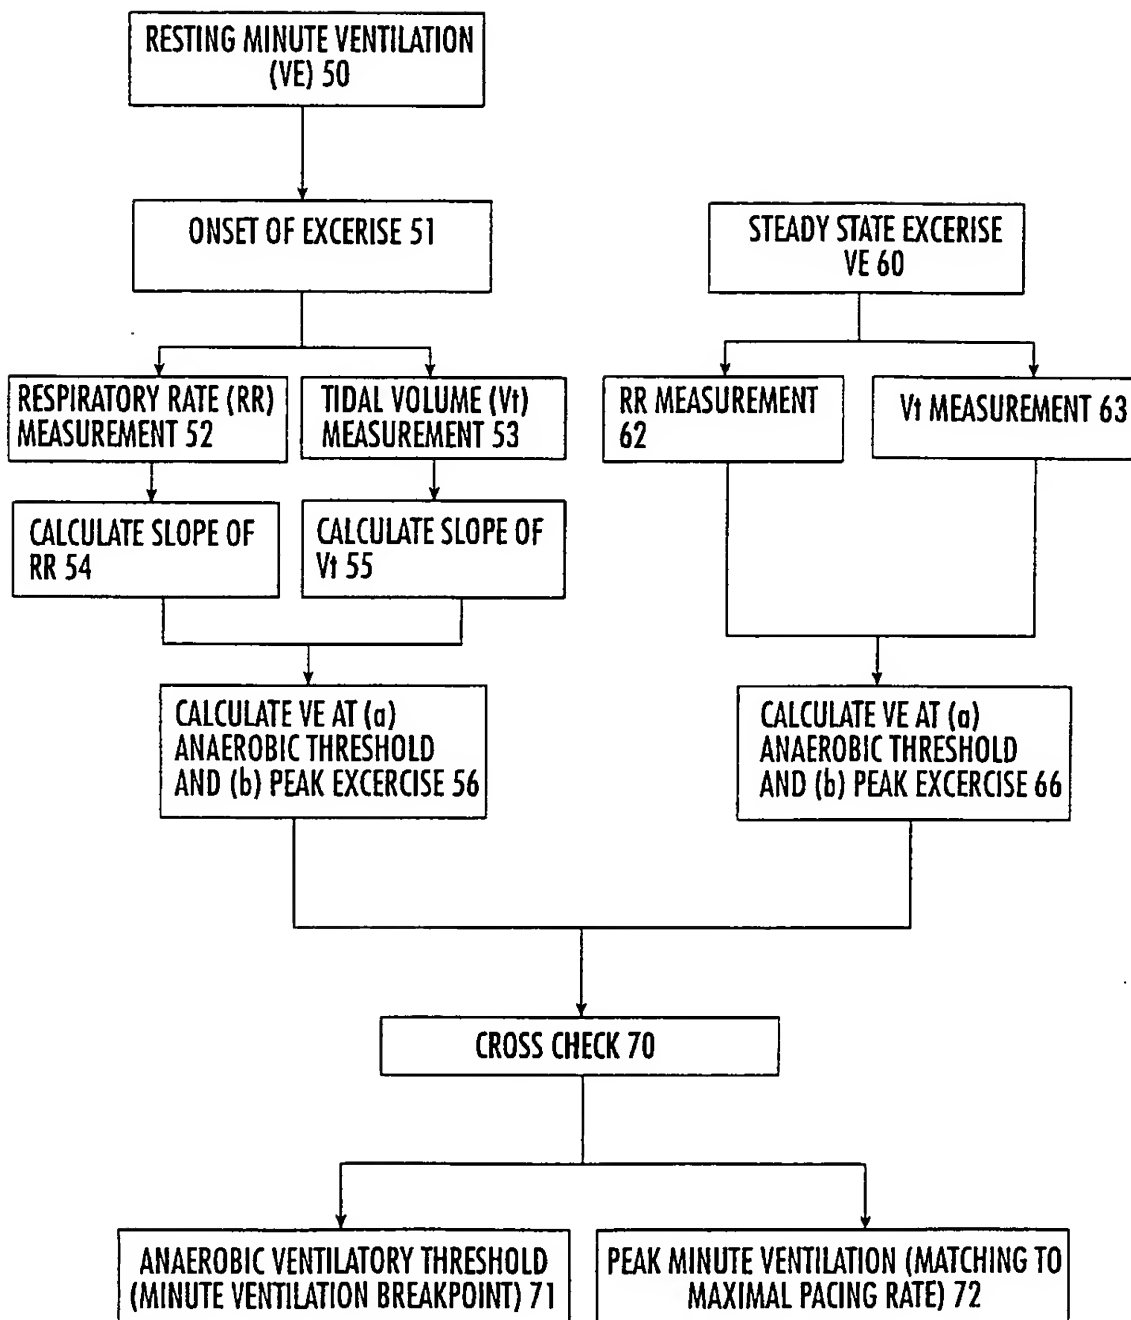 RESTING MINUTE VENTILATION
(VE) 50
ONSET OF EXCERISE 51
STEADY STATE EXCERISE
VE 60
RESPIRATORY RATE (RR)
MEASUREMENT 52
TIDAL VOLUME (Vt)
MEASUREMENT 53
RR MEASUREMENT
62
Vt MEASUREMENT 63
CALCULATE SLOPE OF
RR 54
CALCULATE SLOPE OF
Vt 55
CALCULATE VE AT (a)
ANAEROBIC THRESHOLD
AND (b) PEAK EXCERCISE 56
CALCULATE VE AT (a)
ANAEROBIC THRESHOLD
AND (b) PEAK EXCERCISE 66
CROSS CHECK 70
ANAEROBIC VENTILATORY THRESHOLD
(MINUTE VENTILATION BREAKPOINT) 71
PEAK MINUTE VENTILATION (MATCHING TO
MAXIMAL PACING RATE) 72